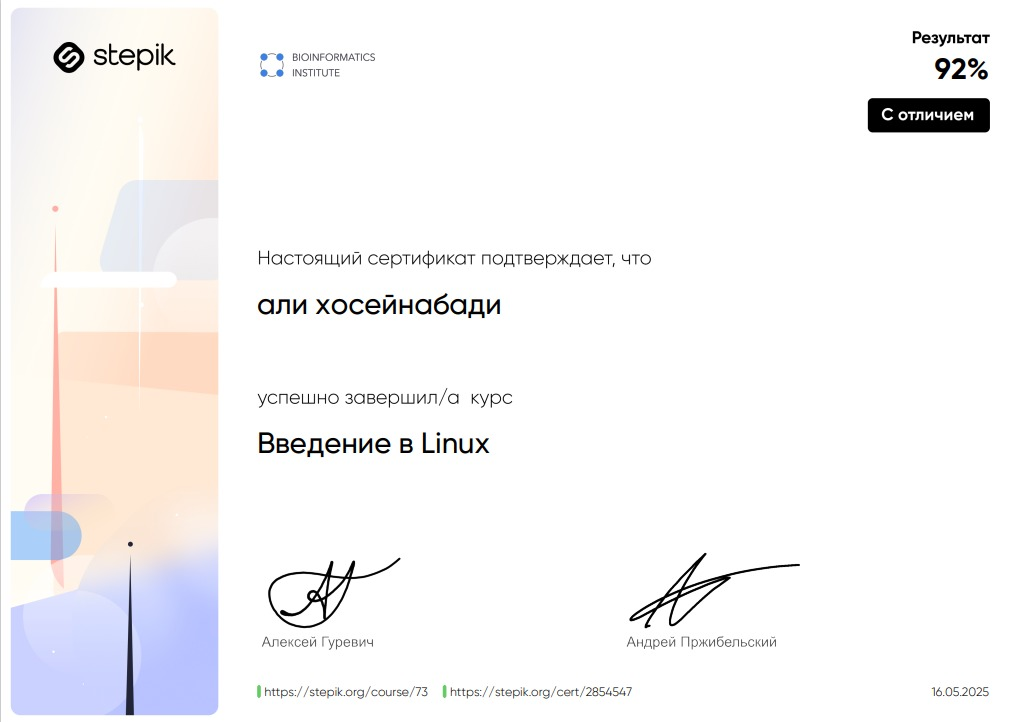 stepik
BIOINFORMATICS
INSTITUTE
Результат
92%
С отличием
Настоящий сертификат подтверждает, что
али хосейнабади
успешно завершил/а курс
Введение в Linux
Алексей Гуревич
Андрей Пржибельский
https://stepik.org/course/73
https://stepik.org/cert/2854547
16.05.2025